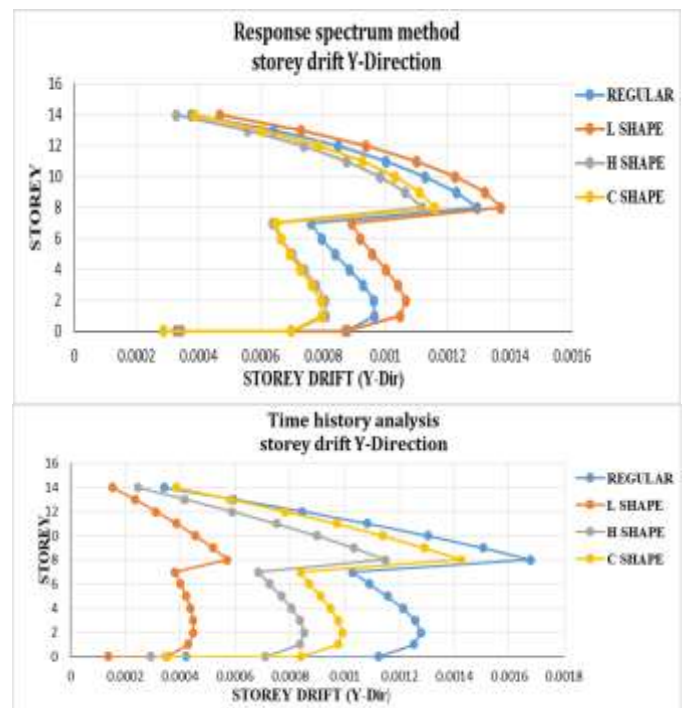 Response spectrum method
storey drift Y-Direction
16
14
12
10
8
6
4
2
0
STOREY
0 0.0002 0.0004 0.0006 0.0008 0.001 0.0012 0.0014 0.0016
STOREY DRIFT (Y-Dir)
REGULAR
L SHAPE
H SHAPE
C SHAPE
Time history analysis
storey drift Y-Direction
16
14
12
10
8
6
4
2
0
STOREY
0 0.0002 0.0004 0.0006 0.0008 0.001 0.0012 0.0014 0.0016 0.0018
STOREY DRIFT (Y-Dir)
REGULAR
L SHAPE
H SHAPE
C SHAPE